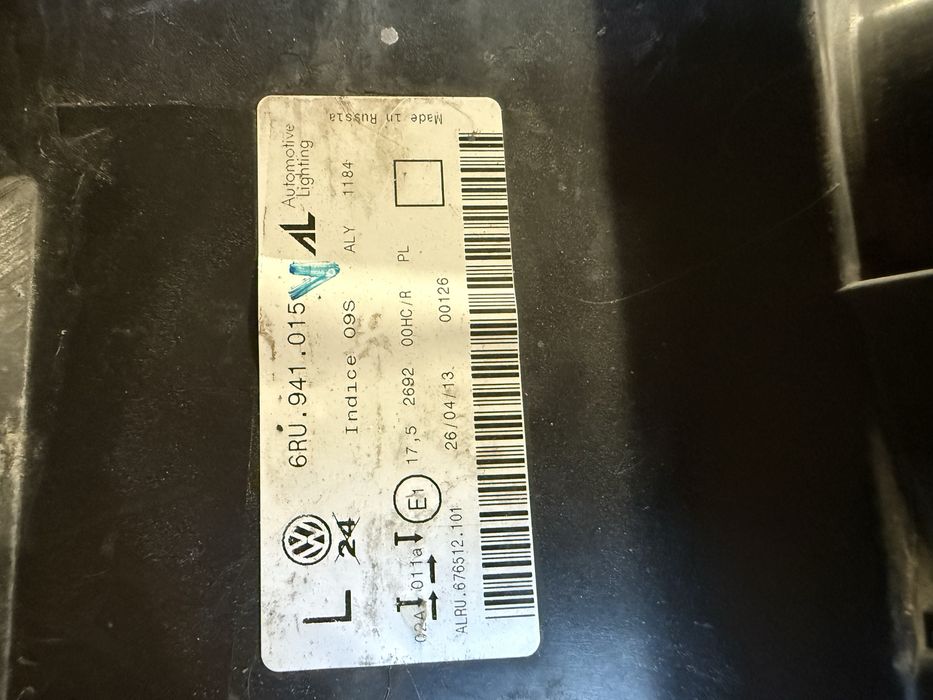 L 6RU.941.015 AL Automotive Lighting
24 Indice 09S ALY 1184
02A 011a E1 17,5 2692 00HC/R PL
ALRU.676512.101 26/04/13 00126
Made in Russia